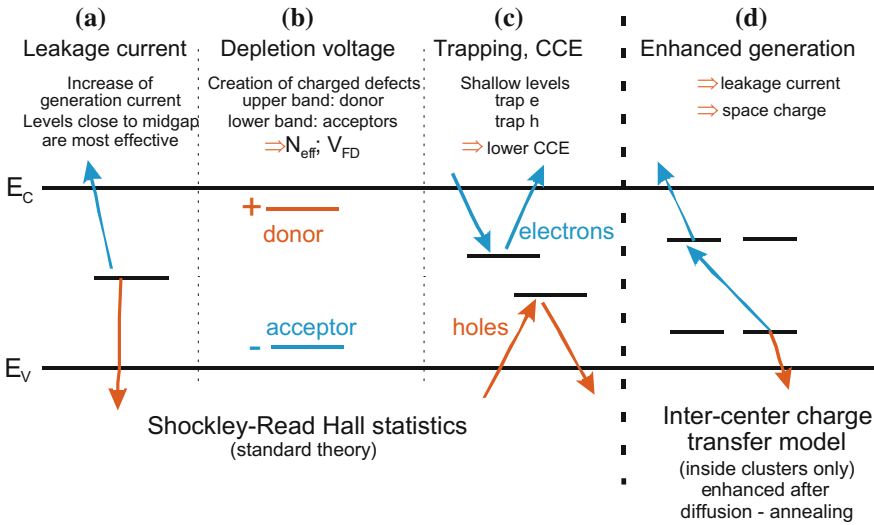 (a)
Leakage current
Increase of
generation current
Levels close to midgap
are most effective
(b)
Depletion voltage
Creation of charged defects
upper band: donor
lower band: acceptors
⇒N_eff; V_FD
(c)
Trapping, CCE
Shallow levels
trap e
trap h
⇒ lower CCE
(d)
Enhanced generation
⇒ leakage current
⇒ space charge
E_C
+
donor
electrons
acceptor
-
holes
E_V
Shockley-Read Hall statistics
(standard theory)
Inter-center charge
transfer model
(inside clusters only)
enhanced after
diffusion - annealing